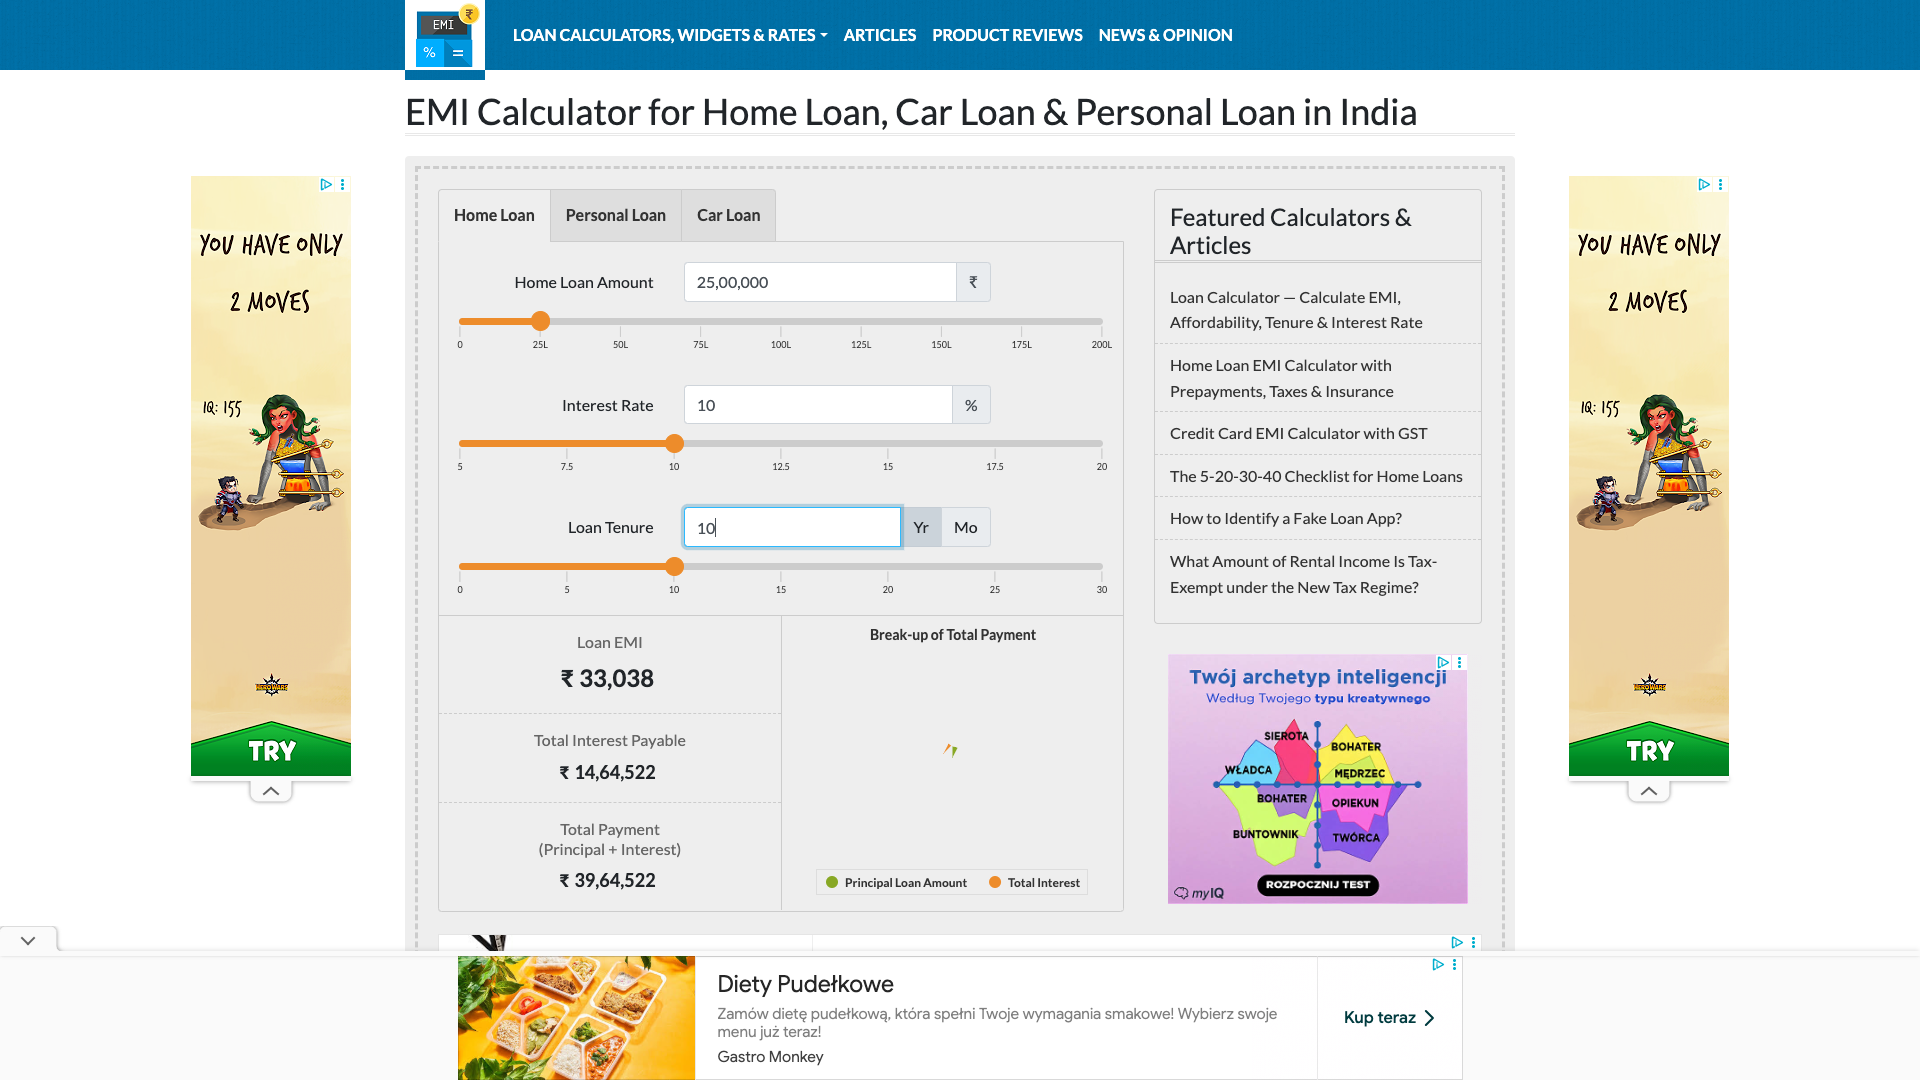 EMI
₹
%
=
LOAN CALCULATORS, WIDGETS & RATES
ARTICLES
PRODUCT REVIEWS
NEWS & OPINION
EMI Calculator for Home Loan, Car Loan & Personal Loan in India
YOU HAVE ONLY
2 MOVES
IQ: 155
HERO WARS
TRY
Home Loan
Personal Loan
Car Loan
Home Loan Amount
25,00,000
₹
0
25L
50L
75L
100L
125L
150L
175L
200L
Interest Rate
10
%
5
7.5
10
12.5
15
17.5
20
Loan Tenure
10
Yr
Mo
0
5
10
15
20
25
30
Loan EMI
₹ 33,038
Total Interest Payable
₹ 14,64,522
Total Payment
(Principal + Interest)
₹ 39,64,522
Break-up of Total Payment
Principal Loan Amount
Total Interest
Featured Calculators &
Articles
Loan Calculator — Calculate EMI,
Affordability, Tenure & Interest Rate
Home Loan EMI Calculator with
Prepayments, Taxes & Insurance
Credit Card EMI Calculator with GST
The 5-20-30-40 Checklist for Home Loans
How to Identify a Fake Loan App?
What Amount of Rental Income Is Tax-
Exempt under the New Tax Regime?
Twój archetyp inteligencji
Według Twojego typu kreatywnego
SIEROTA
BOHATER
WŁADCA
MĘDRZEC
BOHATER
OPIEKUN
BUNTOWNIK
TWÓRCA
myIQ
ROZPOCZNIJ TEST
YOU HAVE ONLY
2 MOVES
IQ: 155
HERO WARS
TRY
Diety Pudełkowe
Zamów dietę pudełkową, która spełni Twoje wymagania smakowe! Wybierz swoje
menu już teraz!
Gastro Monkey
Kup teraz